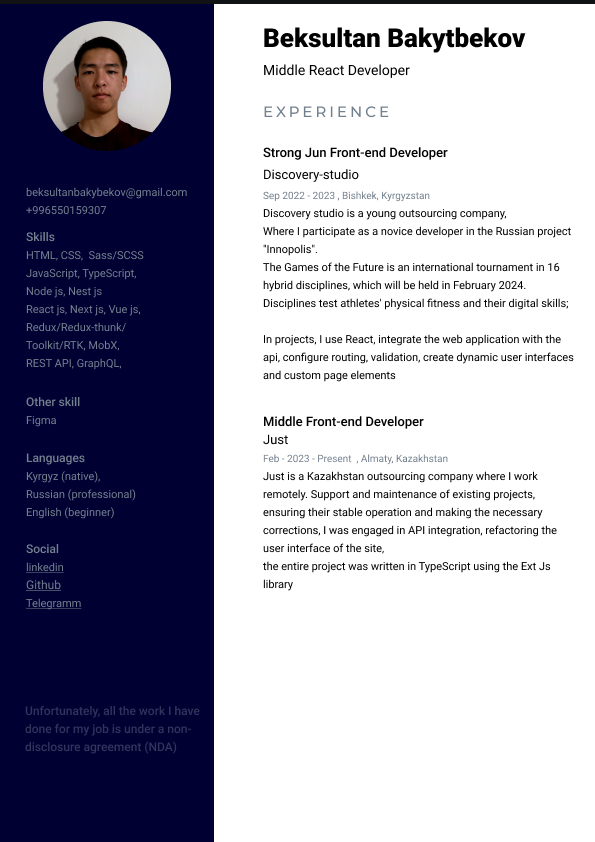 Beksultan Bakytbekov
Middle React Developer
EXPERIENCE
Strong Jun Front-end Developer
Discovery-studio
Sep 2022 - 2023 , Bishkek, Kyrgyzstan
Discovery studio is a young outsourcing company,
Where I participate as a novice developer in the Russian project
"Innopolis".
The Games of the Future is an international tournament in 16
hybrid disciplines, which will be held in February 2024.
Disciplines test athletes' physical fitness and their digital skills;
In projects, I use React, integrate the web application with the
api, configure routing, validation, create dynamic user interfaces
and custom page elements
Middle Front-end Developer
Just
Feb - 2023 - Present , Almaty, Kazakhstan
Just is a Kazakhstan outsourcing company where I work
remotely. Support and maintenance of existing projects,
ensuring their stable operation and making the necessary
corrections, I was engaged in API integration, refactoring the
user interface of the site,
the entire project was written in TypeScript using the Ext Js
library
beksultanbakybekov@gmail.com
+996550159307
Skills
HTML, CSS, Sass/SCSS
JavaScript, TypeScript,
Node js, Nest js
React js, Next js, Vue js,
Redux/Redux-thunk/
Toolkit/RTK, MobX,
REST API, GraphQL,
Other skill
Figma
Languages
Kyrgyz (native),
Russian (professional)
English (beginner)
Social
linkedin
Github
Telegramm
Unfortunately, all the work I have
done for my job is under a non-
disclosure agreement (NDA)